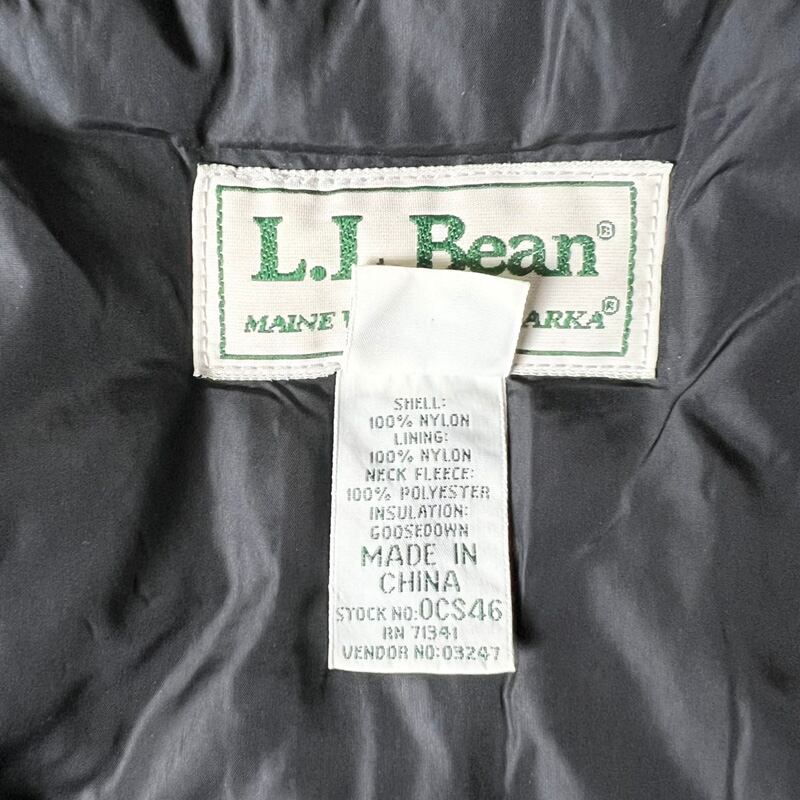 L.L. Bean®
MAINE W ARKA®
SHELL:
100% NYLON
LINING:
100% NYLON
NECK FLEECE:
100% POLYESTER
INSULATION:
GOOSEDOWN
MADE IN
CHINA
STOCK NO:0CS46
RN 71341
VENDOR NO:03247